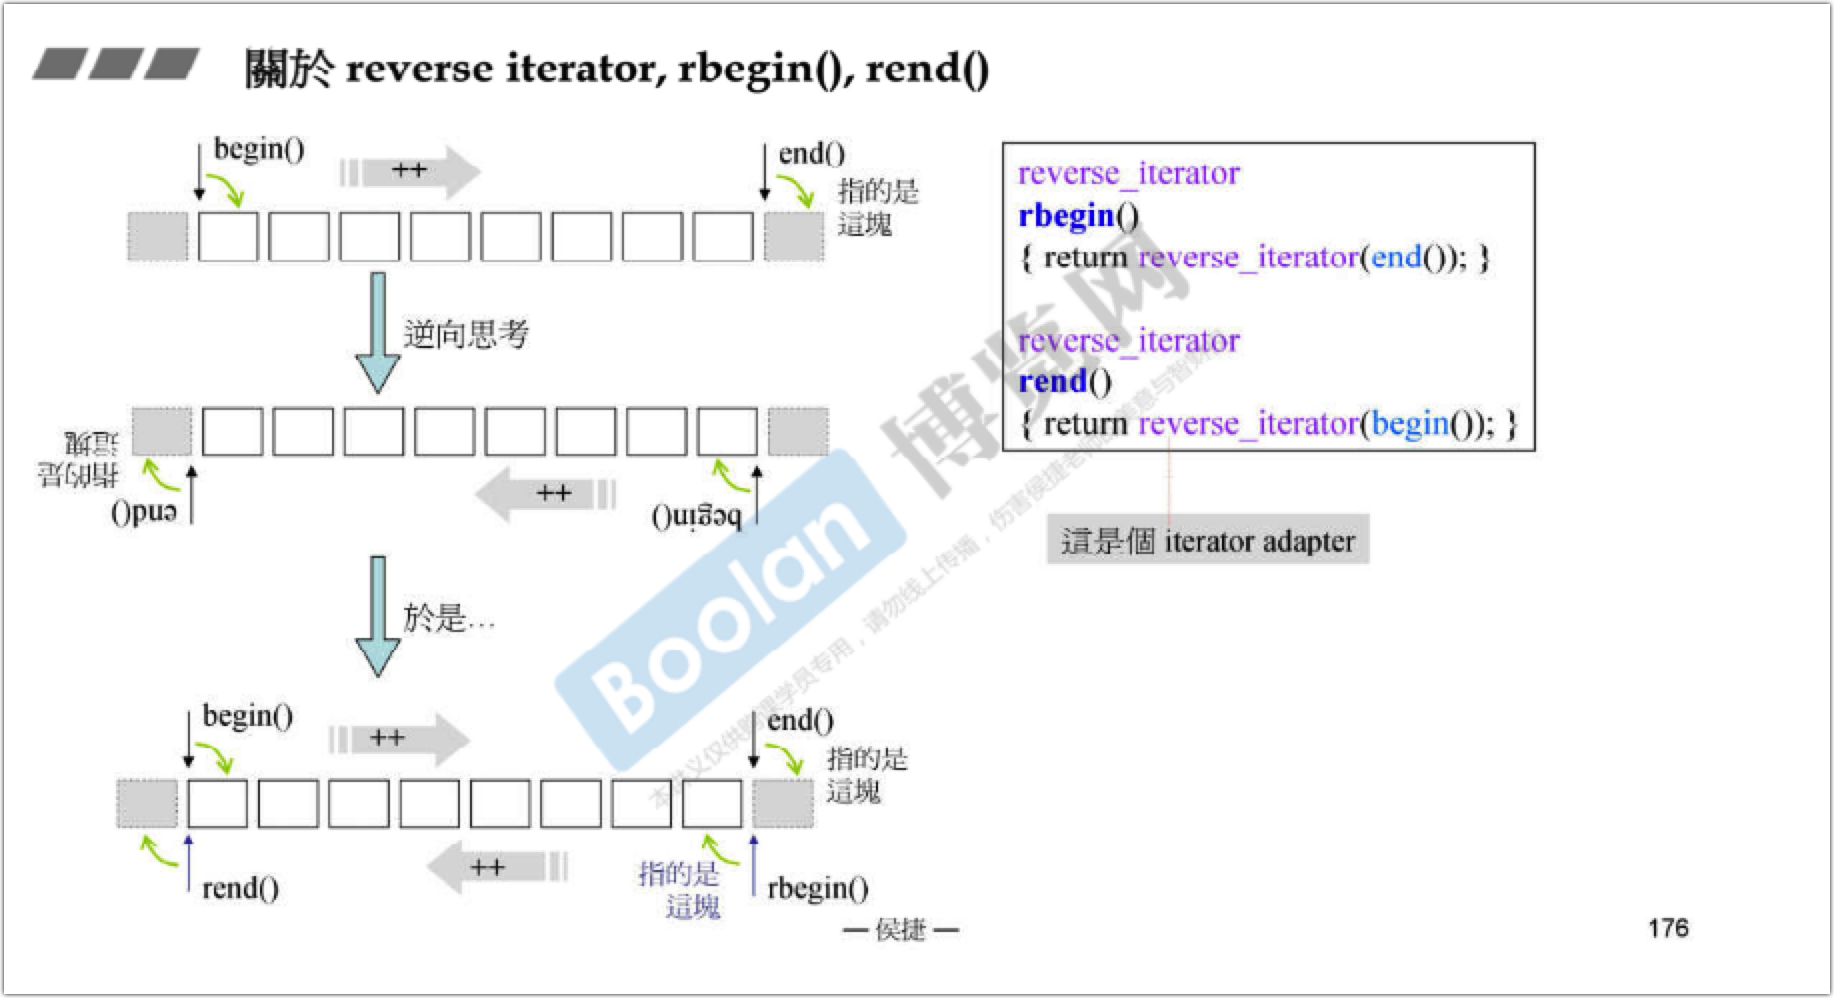 關於 reverse iterator, rbegin(), rend()
begin()
++
end()
指的是
這塊
逆向思考
指的是
這塊
end()
++
begin()
於是...
begin()
++
end()
指的是
這塊
rend()
++
指的是
這塊
rbegin()
reverse_iterator
rbegin()
{ return reverse_iterator(end()); }
reverse_iterator
rend()
{ return reverse_iterator(begin()); }
這是個 iterator adapter
Boolan
博览网
— 侯捷 —
176